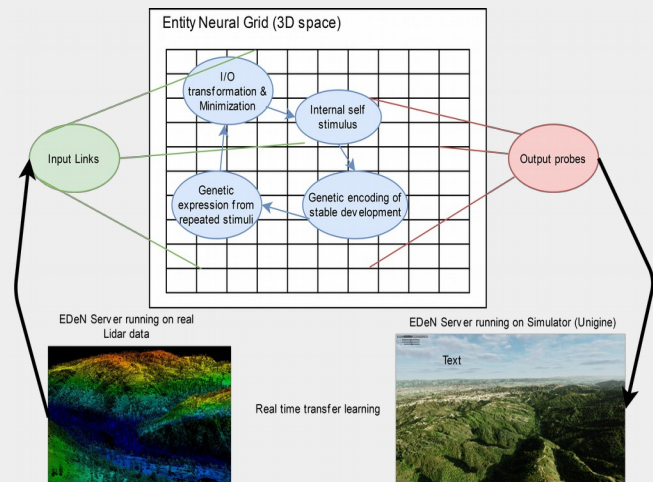 Entity Neural Grid (3D space)
I/O
transformation &
Minimization
Internal self
stimulus
Input Links
Output probes
Genetic
expression from
repeated stimuli
Genetic encoding of
stable development
EDeN Server running on real
Lidar data
EDeN Server running on Simulator (Unigine)
Text
Real time transfer learning